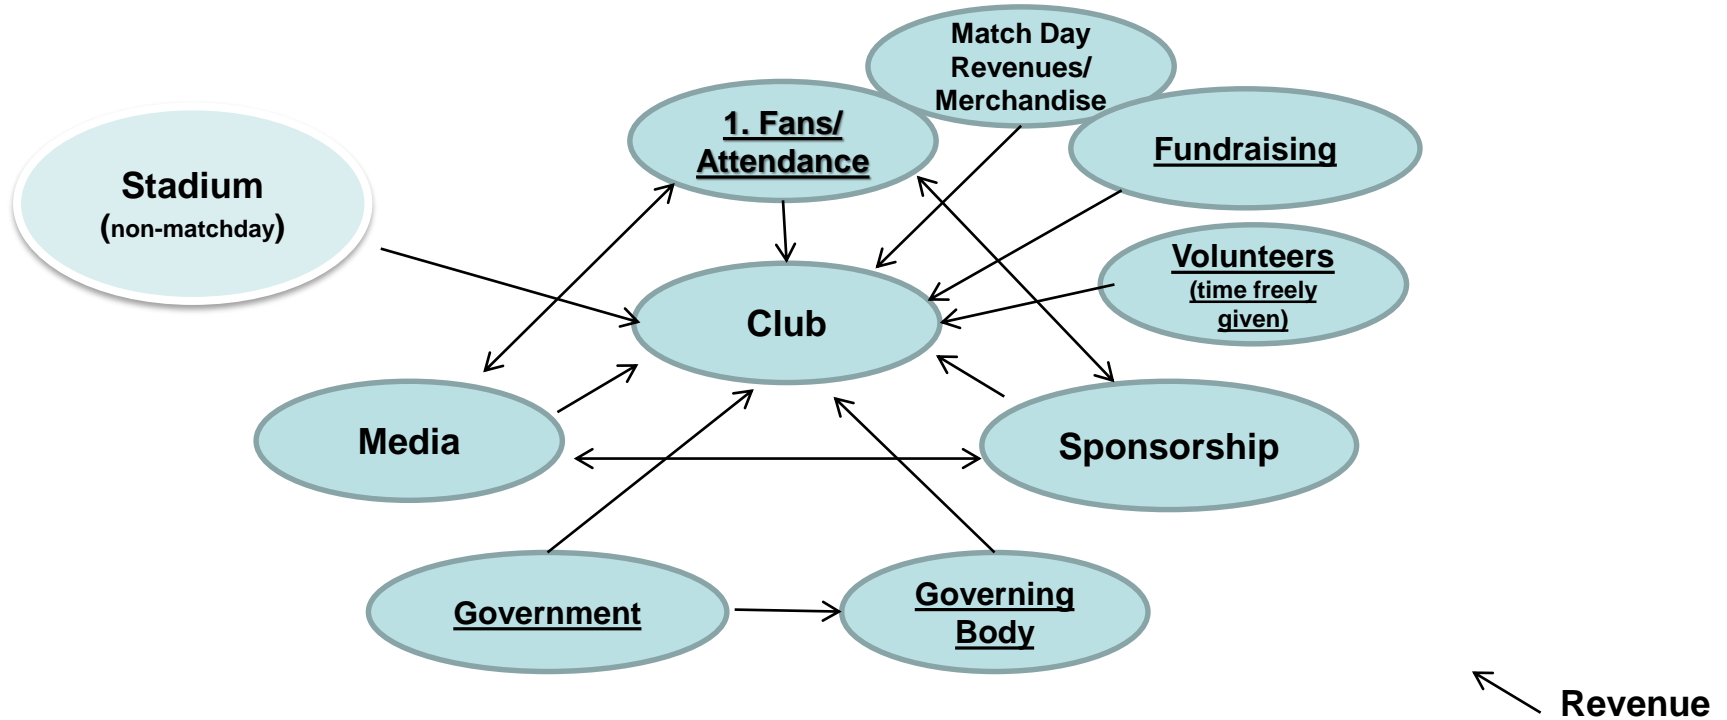 Match Day
Revenues/
Merchandise
1. Fans/
Attendance
Fundraising
Stadium
(non-matchday)
Volunteers
(time freely
given)
Club
Media
Sponsorship
Government
Governing
Body
Revenue